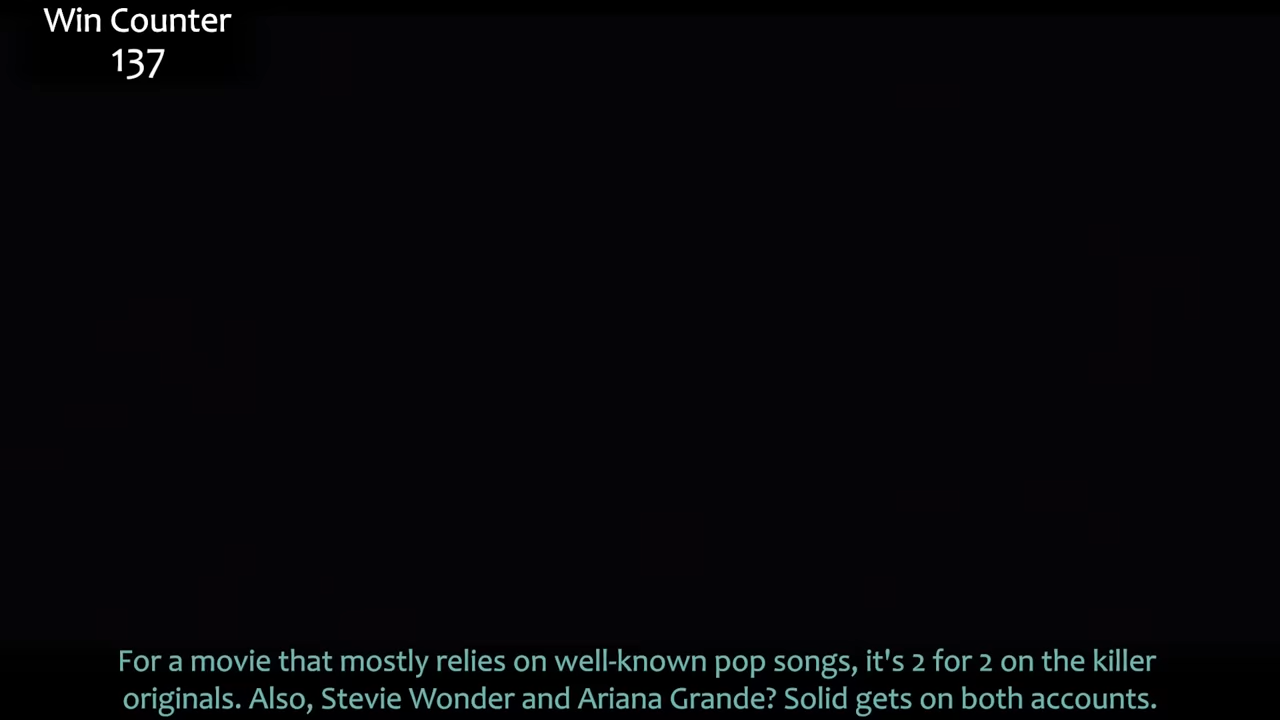 Win Counter
137
For a movie that mostly relies on well-known pop songs, it's 2 for 2 on the killer
originals. Also, Stevie Wonder and Ariana Grande? Solid gets on both accounts.